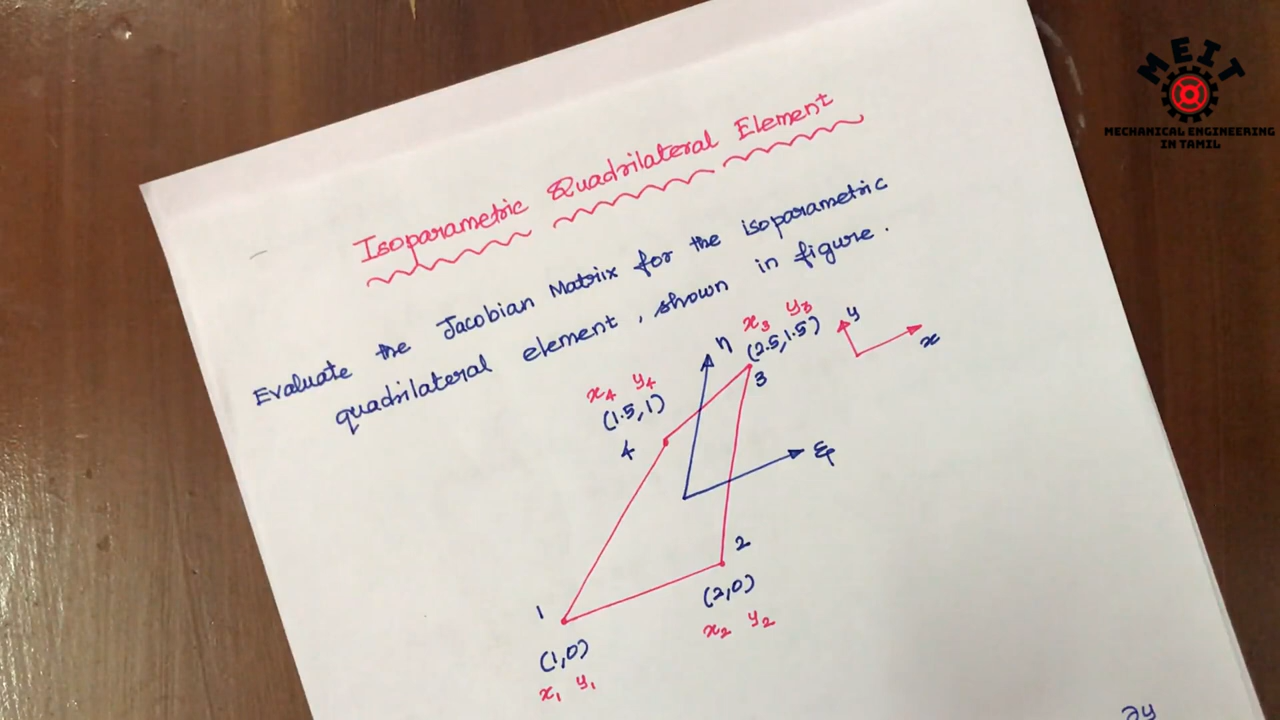 MEIT
MECHANICAL ENGINEERING
IN TAMIL
Isoparametric Quadrilateral Element
Evaluate the Jacobian Matrix for the isoparametric
quadrilateral element, shown in figure.
η
x₃ y₃
(2.5,1.5)
3
y
x
x₄ y₄
(1.5,1)
4
ξ
2
(2,0)
x₂ y₂
1
(1,0)
x₁ y₁
∂y